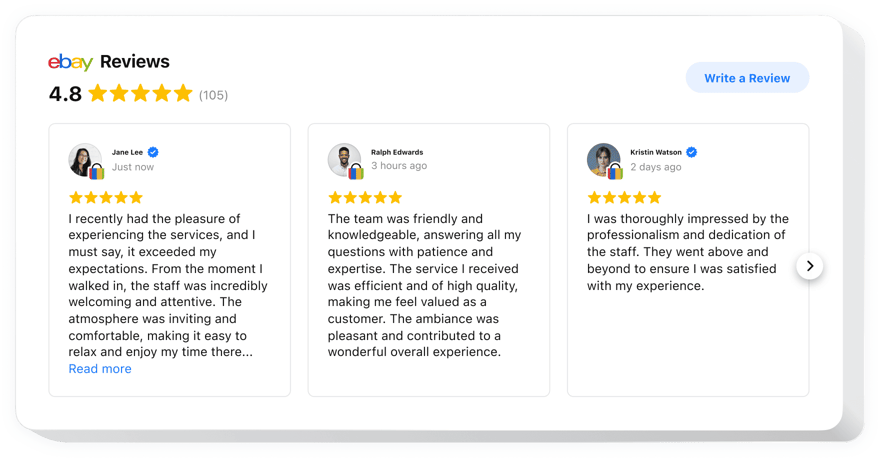 ebay Reviews
4.8 (105)
Write a Review
Jane Lee
Just now
I recently had the pleasure of
experiencing the services, and I
must say, it exceeded my
expectations. From the moment I
walked in, the staff was incredibly
welcoming and attentive. The
atmosphere was inviting and
comfortable, making it easy to
relax and enjoy my time there...
Read more
Ralph Edwards
3 hours ago
The team was friendly and
knowledgeable, answering all my
questions with patience and
expertise. The service I received
was efficient and of high quality,
making me feel valued as a
customer. The ambiance was
pleasant and contributed to a
wonderful overall experience.
Kristin Watson
2 days ago
I was thoroughly impressed by the
professionalism and dedication of
the staff. They went above and
beyond to ensure I was satisfied
with my experience.